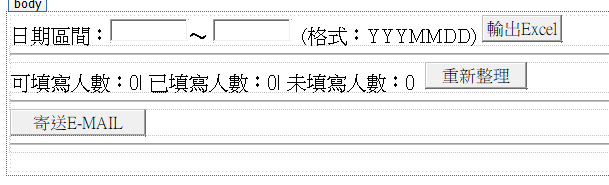 body
日期區間：～ (格式：YYYMMDD) 輸出Excel
可填寫人數：0| 已填寫人數：0| 未填寫人數：0 重新整理
寄送E-MAIL